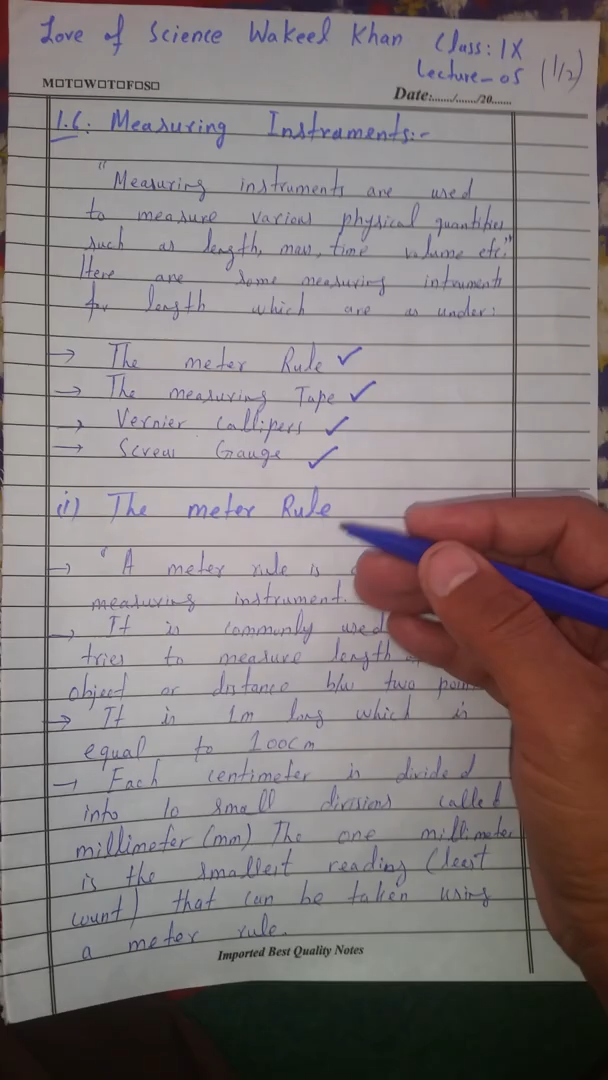 Love of Science Wakeel Khan Class: IX
Lecture-05 (1/2)
M□T□W□T□F□S□
Date:......./......./20.......
1.6: Measuring Instraments:-
"Measuring instruments are used
to measure various physical quantities
such as length, mass, time volume etc."
Here are some measuring intruments
for length which are as under:
→ The meter Rule ✓
→ The measuring Tape ✓
→ Vernier Callipers ✓
→ Screw Gauge ✓
(i) The meter Rule
→ "A meter rule is
measuring instrument.
→ It is commonly used
tries to measure length
object or distance b/w two
→ It is 1m long which is
equal to 100cm
→ Each centimeter is divided
into 10 small divisions called
millimeter (mm) The one millimeter
is the smallest reading (leest
count) that can be taken using
a meter rule.
Imported Best Quality Notes